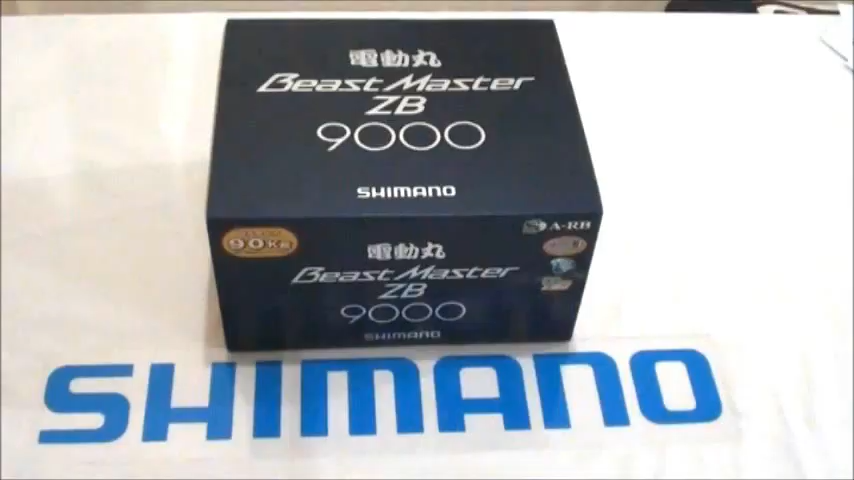 電動丸
Beast Master
ZB
9000
SHIMANO
9.0Kg
A-RB
電動丸
Beast Master
ZB
9000
SHIMANO
SHIMANO